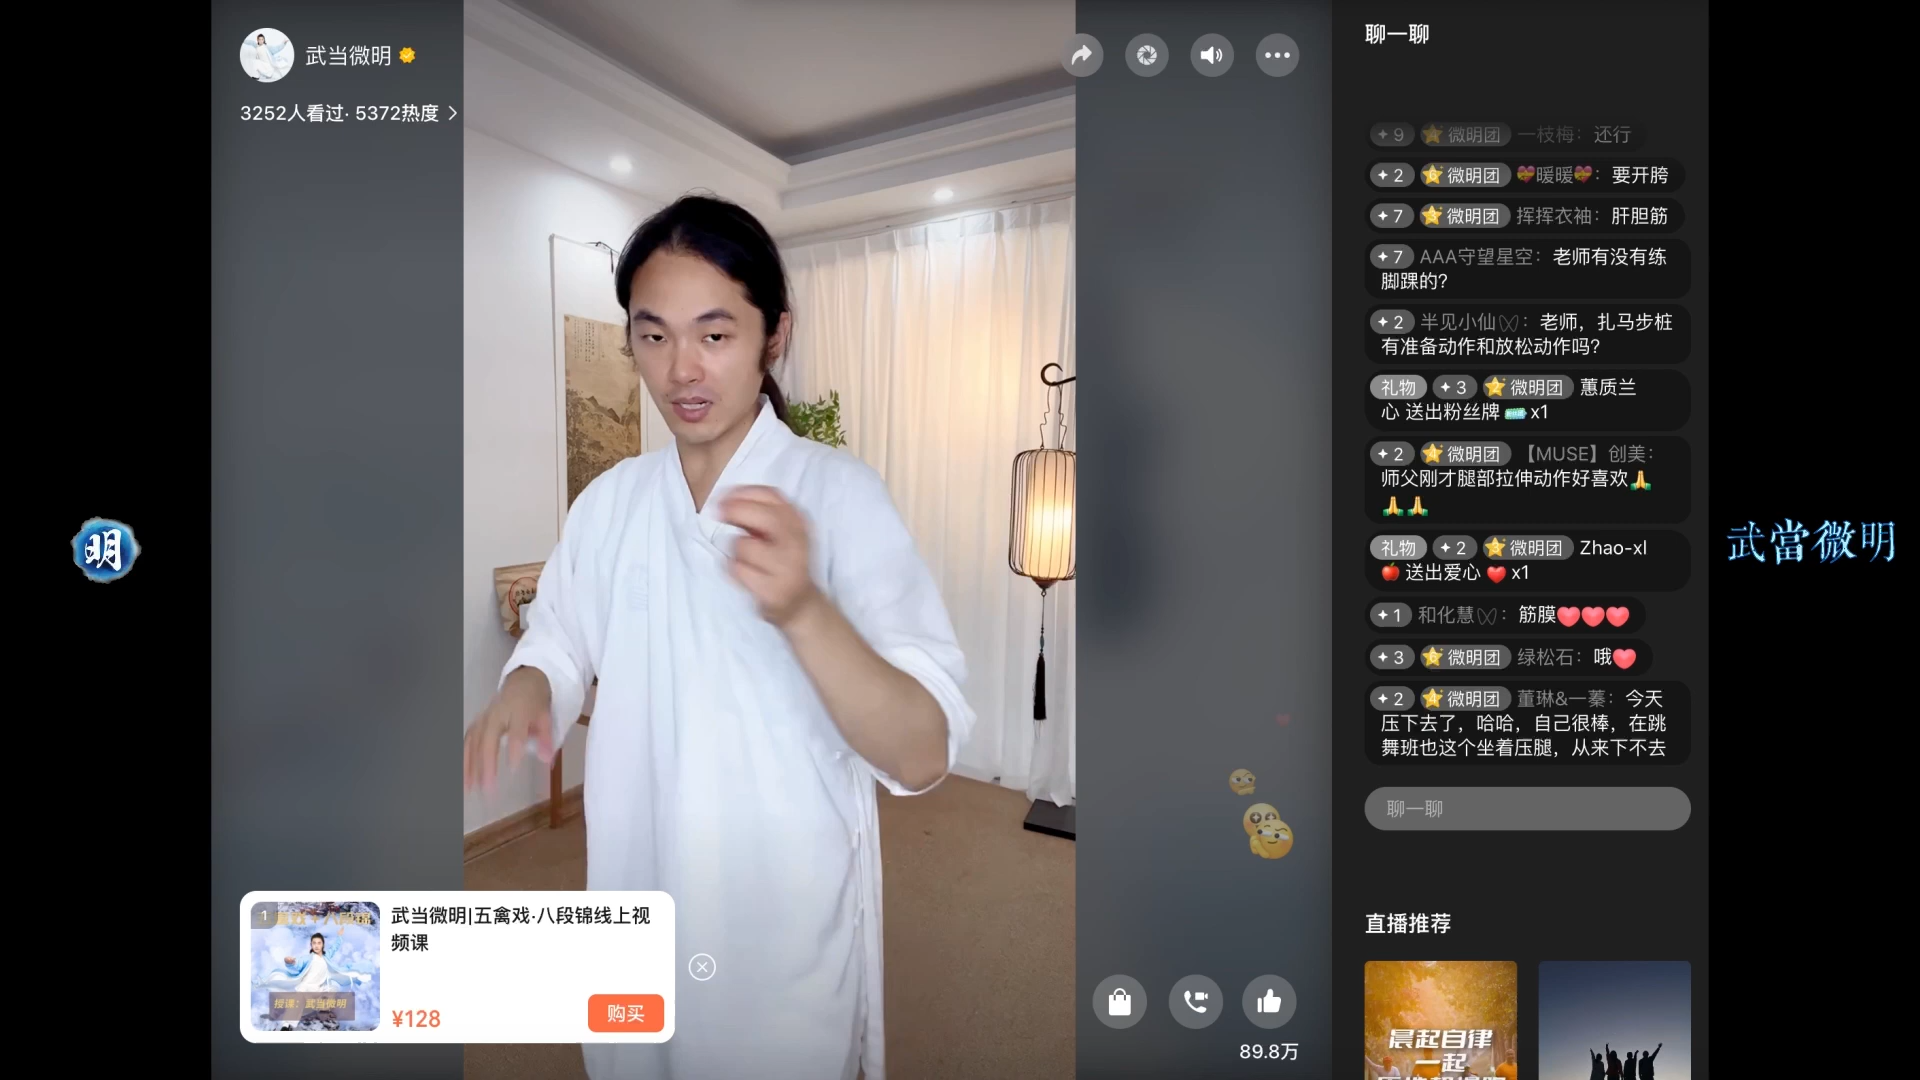 武当微明
3252人看过· 5372热度
聊一聊
9 微明团 一枝梅： 还行
2 微明团 暖暖： 要开胯
7 微明团 挥挥衣袖： 肝胆筋
7 AAA守望星空： 老师有没有练
脚踝的？
2 半见小仙： 老师，扎马步桩
有准备动作和放松动作吗？
礼物 3 微明团 蕙质兰
心 送出粉丝牌 x1
2 微明团 【MUSE】创美：
师父刚才腿部拉伸动作好喜欢
礼物 2 微明团 Zhao-xl
送出爱心 x1
1 和化慧： 筋膜
3 微明团 绿松石： 哦
2 微明团 董琳&一蓁： 今天
压下去了，哈哈，自己很棒，在跳
舞班也这个坐着压腿，从来下不去
聊一聊
明
武當微明
1
授课：武当微明
武当微明|五禽戏·八段锦线上视
频课
¥128
购买
89.8万
直播推荐
晨起自律
一起